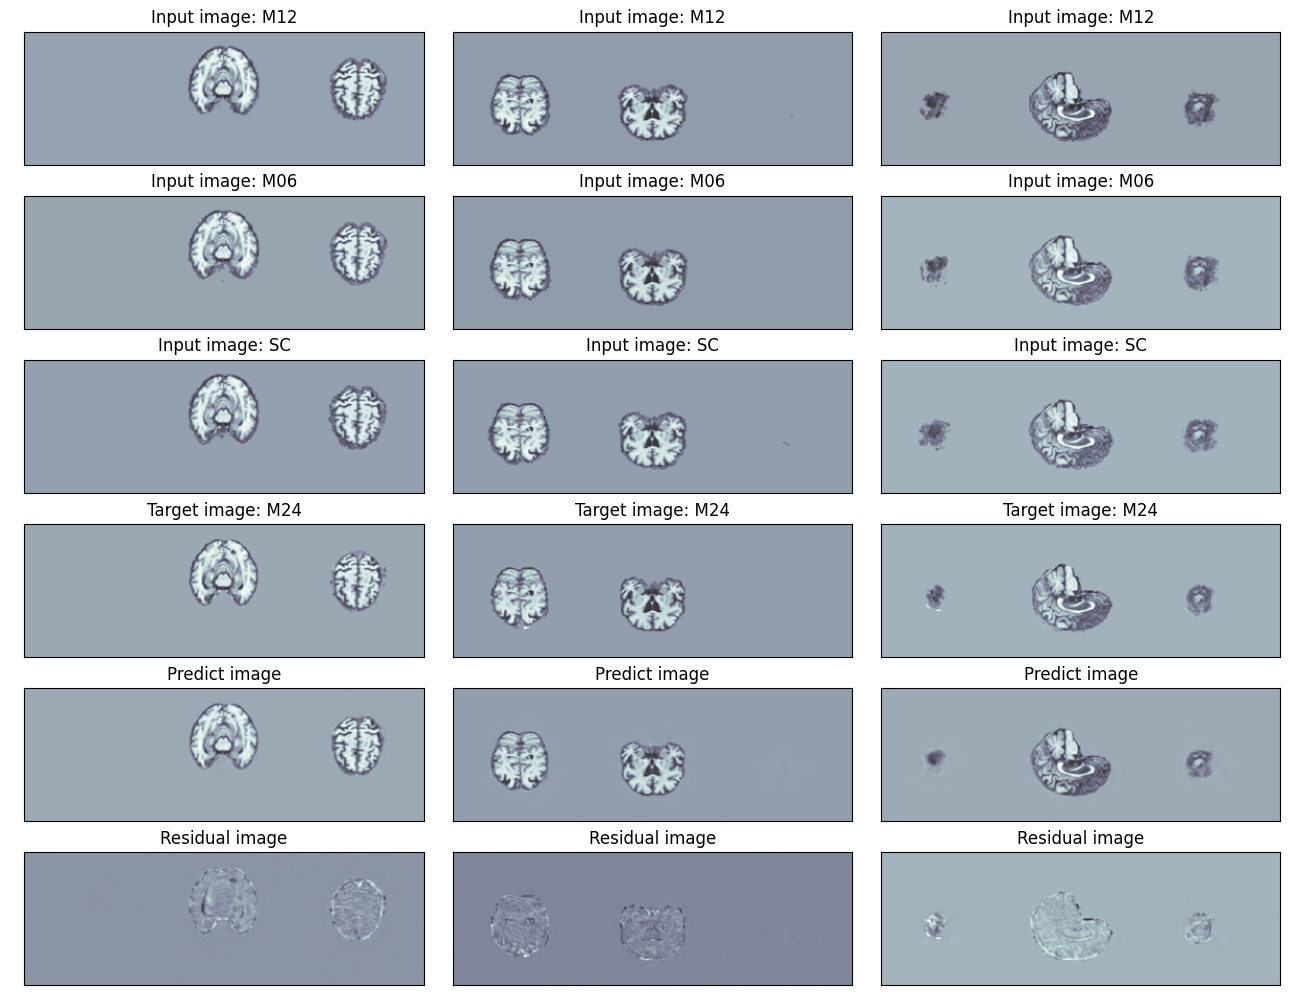 Input image: M12 Input image: M12 Input image: M12
Input image: M06 Input image: M06 Input image: M06
Input image: SC Input image: SC Input image: SC
Target image: M24 Target image: M24 Target image: M24
Predict image Predict image Predict image
Residual image Residual image Residual image